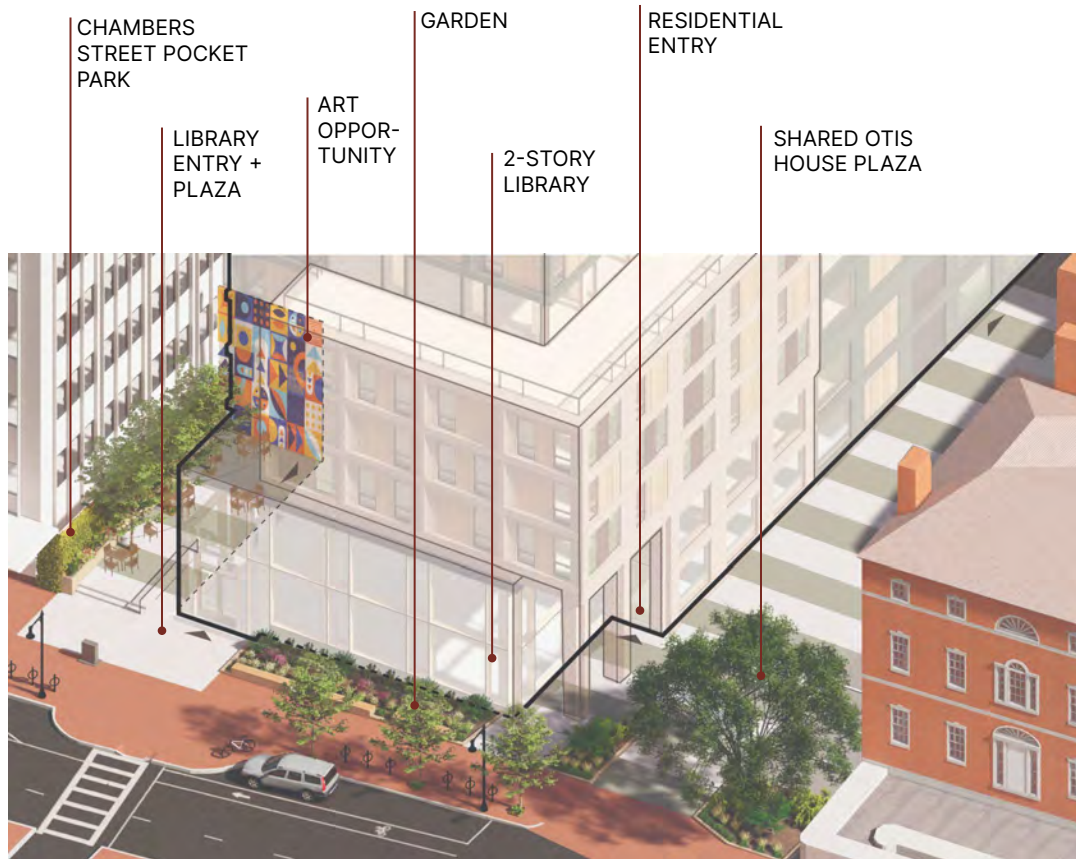 CHAMBERS
STREET POCKET
PARK
LIBRARY
ENTRY +
PLAZA
ART
OPPOR-
TUNITY
GARDEN
2-STORY
LIBRARY
RESIDENTIAL
ENTRY
SHARED OTIS
HOUSE PLAZA